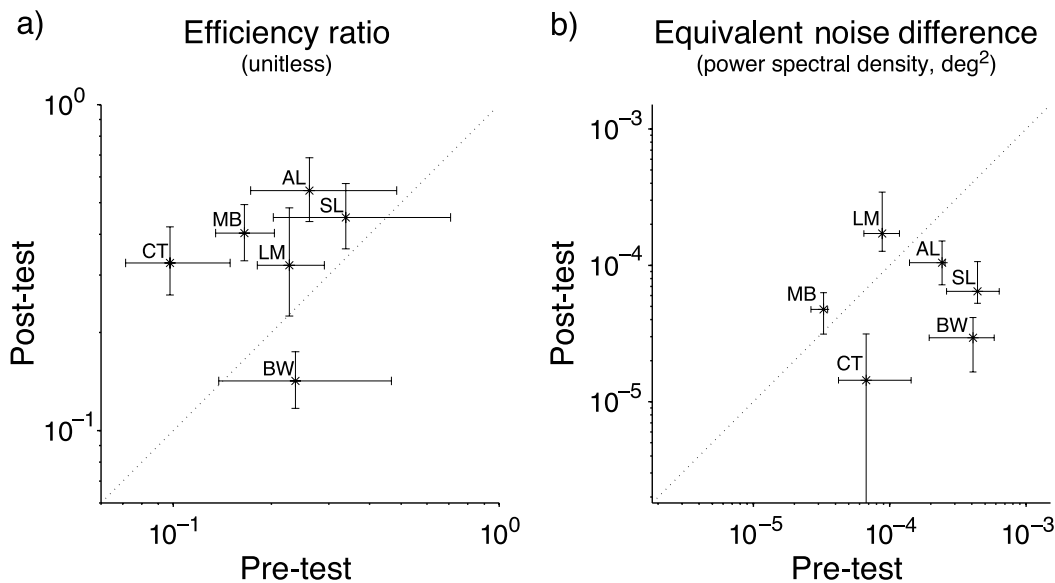 a)
Efficiency ratio
(unitless)
10⁰
10⁻¹
Post-test
AL
SL
MB
LM
CT
BW
10⁻¹
10⁰
Pre-test
b)
Equivalent noise difference
(power spectral density, deg²)
10⁻³
10⁻⁴
10⁻⁵
Post-test
LM
AL
SL
MB
BW
CT
10⁻⁵
10⁻⁴
10⁻³
Pre-test